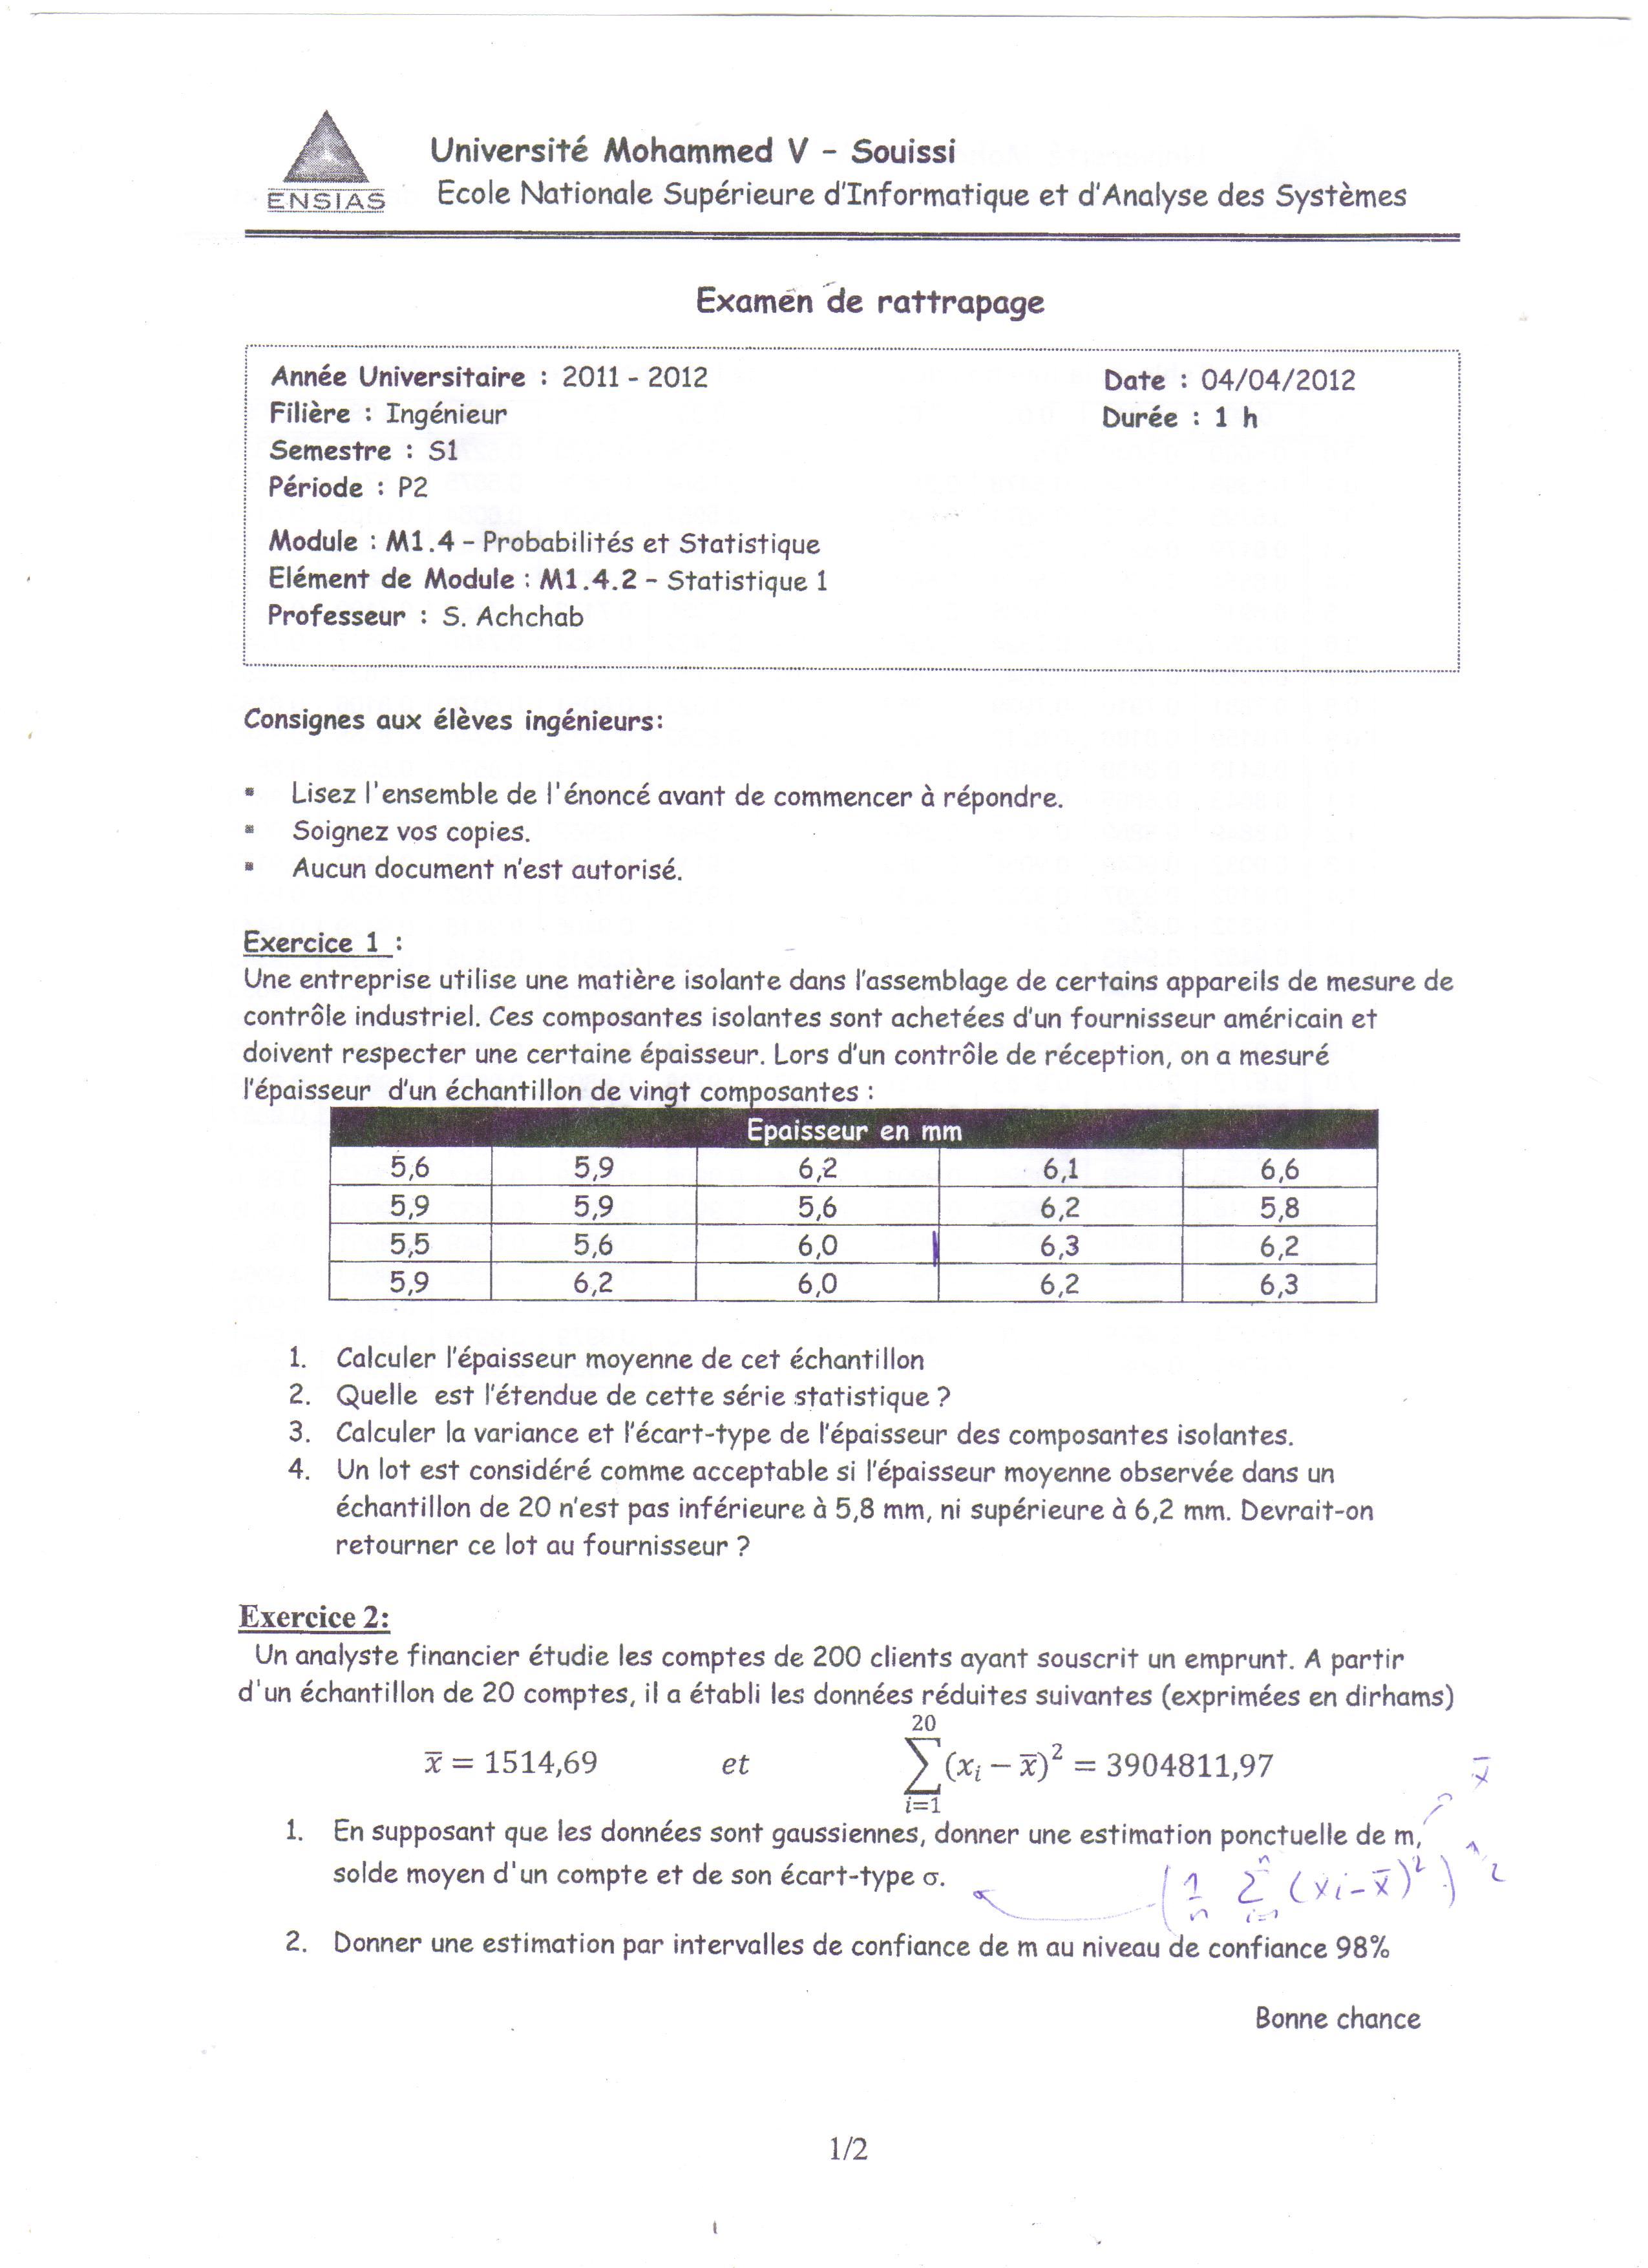 ENSIAS
Université Mohammed V - Souissi
Ecole Nationale Supérieure d'Informatique et d'Analyse des Systèmes
Examen de rattrapage
Année Universitaire : 2011 - 2012
Date : 04/04/2012
Filière : Ingénieur
Durée : 1 h
Semestre : S1
Période : P2
Module : M1.4 - Probabilités et Statistique
Elément de Module : M1.4.2 - Statistique 1
Professeur : S. Achchab
Consignes aux élèves ingénieurs:
▪ Lisez l'ensemble de l'énoncé avant de commencer à répondre.
▪ Soignez vos copies.
▪ Aucun document n'est autorisé.
Exercice 1 :
Une entreprise utilise une matière isolante dans l'assemblage de certains appareils de mesure de
contrôle industriel. Ces composantes isolantes sont achetées d'un fournisseur américain et
doivent respecter une certaine épaisseur. Lors d'un contrôle de réception, on a mesuré
l'épaisseur d'un échantillon de vingt composantes :
Epaisseur en mm
5,6 5,9 6,2 6,1 6,6
5,9 5,9 5,6 6,2 5,8
5,5 5,6 6,0 6,3 6,2
5,9 6,2 6,0 6,2 6,3
1. Calculer l'épaisseur moyenne de cet échantillon
2. Quelle est l'étendue de cette série statistique ?
3. Calculer la variance et l'écart-type de l'épaisseur des composantes isolantes.
4. Un lot est considéré comme acceptable si l'épaisseur moyenne observée dans un
échantillon de 20 n'est pas inférieure à 5,8 mm, ni supérieure à 6,2 mm. Devrait-on
retourner ce lot au fournisseur ?
Exercice 2:
Un analyste financier étudie les comptes de 200 clients ayant souscrit un emprunt. A partir
d'un échantillon de 20 comptes, il a établi les données réduites suivantes (exprimées en dirhams)
x̅ = 1514,69 et ∑_{i=1}^{20} (xᵢ − x̅)² = 3904811,97
x̅
1. En supposant que les données sont gaussiennes, donner une estimation ponctuelle de m,
solde moyen d'un compte et de son écart-type σ.
(1/n ∑_{i=1}^{n} (xi-x̅)²)^{1/2}
2. Donner une estimation par intervalles de confiance de m au niveau de confiance 98%
Bonne chance
1/2